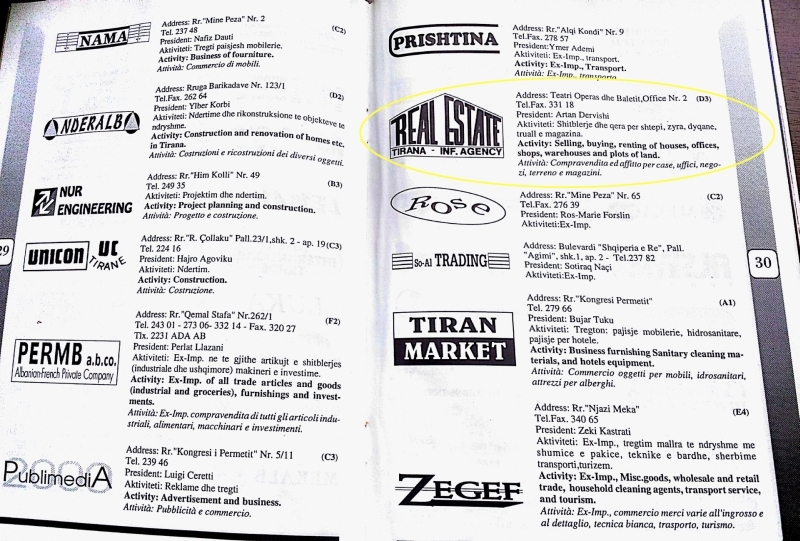 NAMA
Address: Rr."Mine Peza" Nr. 2
(C2)
Tel. 237 48
President: Nafiz Dauti
Aktiviteti: Tregti paisjesh mobilerie.
Activity: Business of fourniture.
Attività: Commercio di mobili.
NDERALB
Address: Rruga Barikadave Nr. 123/1
Tel.Fax. 262 64
(D2)
President: Ylber Korbi
Aktiviteti: Ndertime dhe rikonstruksione te objekteve te
ndryshme.
Activity: Construction and renovation of homes etc.
in Tirana.
Attività: Costruzioni e ricostruzioni dei diversi oggetti.
NUR
ENGINEERING
Address: Rr."Him Kolli" Nr. 49
Tel. 249 35
(B3)
Aktiviteti: Projektim dhe ndertim.
Activity: Project planning and construction.
Attività: Progetto e costruzione.
29
unicon UC
TIRANE
Address: Rr."R. Çollaku" Pall.23/1,shk. 2 - ap. 19(C3)
Tel. 224 16
President: Hajro Agoviku
Aktiviteti: Ndertim.
Activity: Construction.
Attività: Costruzione.
PERMB a.b.co.
Albanian-French Private Company
Address: Rr."Qemal Stafa" Nr.262/1
(F2)
Tel. 243 01 - 273 06- 332 14 - Fax. 320 27
Tlx. 2231 ADA AB
President: Perlat Llazani
Aktiviteti: Ex-Imp. ne te gjithe artikujt e shitblerjes
(industriale dhe ushqimore) makineri e investime.
Activity: Ex-Imp. of all trade articles and goods
(industrial and groceries), furnishings and invest-
ments.
Attività: Ex-Imp. compravendita di tutti gli articoli indu-
striali, alimentari, macchinari e investimenti.
2000
PublimediA
Address: Rr."Kongresi i Permetit" Nr. 5/11
(C3)
Tel. 239 46
President: Luigi Ceretti
Aktiviteti: Reklame dhe tregti
Activity: Advertisement and business.
Attività: Pubblicità e commercio.
PRISHTINA
Address: Rr."Alqi Kondi" Nr. 9
Tel.Fax. 278 57
President:Ymer Ademi
Aktiviteti: Ex-Imp., transport.
Activity: Ex-Imp., Transport.
Attività: Ex-Imp., trasporto
REAL ESTATE
TIRANA - INF. AGENCY
Address: Teatri Operas dhe Baletit,Office Nr. 2 (D3)
Tel.Fax. 331 18
President: Artan Dervishi
Aktiviteti: Shitblerje dhe qera per shtepi, zyra, dyqane,
truall e magazina.
Activity: Selling, buying, renting of houses, offices,
shops, warehouses and plots of land.
Attività: Compravendita ed affitto per case, uffici, nego-
zi, terreno e magazini.
Rose
Address: Rr."Mine Peza" Nr. 65
(C2)
Tel. 276 39
President: Ros-Marie Forslin
Aktiviteti:Ex-Imp.
So-Al TRADING
Address: Bulevardi "Shqiperia e Re", Pall.
"Agimi", shk.1, ap. 2 - Tel.237 82
President: Sotiraq Naçi
Aktiviteti:Ex-Imp.
30
TIRAN
MARKET
Address: Rr."Kongresi Permetit"
(A1)
Tel. 279 66
President: Bujar Tuku
Aktiviteti: Tregton: pajisje mobilerie, hidrosanitare,
pajisje per hotele.
Activity: Business furnishing Sanitary cleaning ma-
terials, and hotels equipment.
Attività: Commercio oggetti per mobili, idrosanitari,
attrezzi per alberghi.
ZEGEF
Address: Rr."Njazi Meka"
(E4)
Tel.Fax. 340 65
President: Zeki Kastrati
Aktiviteti: Ex-Imp., tregtim mallra te ndryshme me
shumice e pakice, teknike e bardhe, sherbime
transporti,turizem.
Activity: Ex-Imp., Misc.goods, wholesale and retail
trade, household cleaning agents, transport service,
and tourism.
Attività: Ex-Imp., commercio merci varie all'ingrosso e
al dettaglio, tecnica bianca, trasporto, turismo.